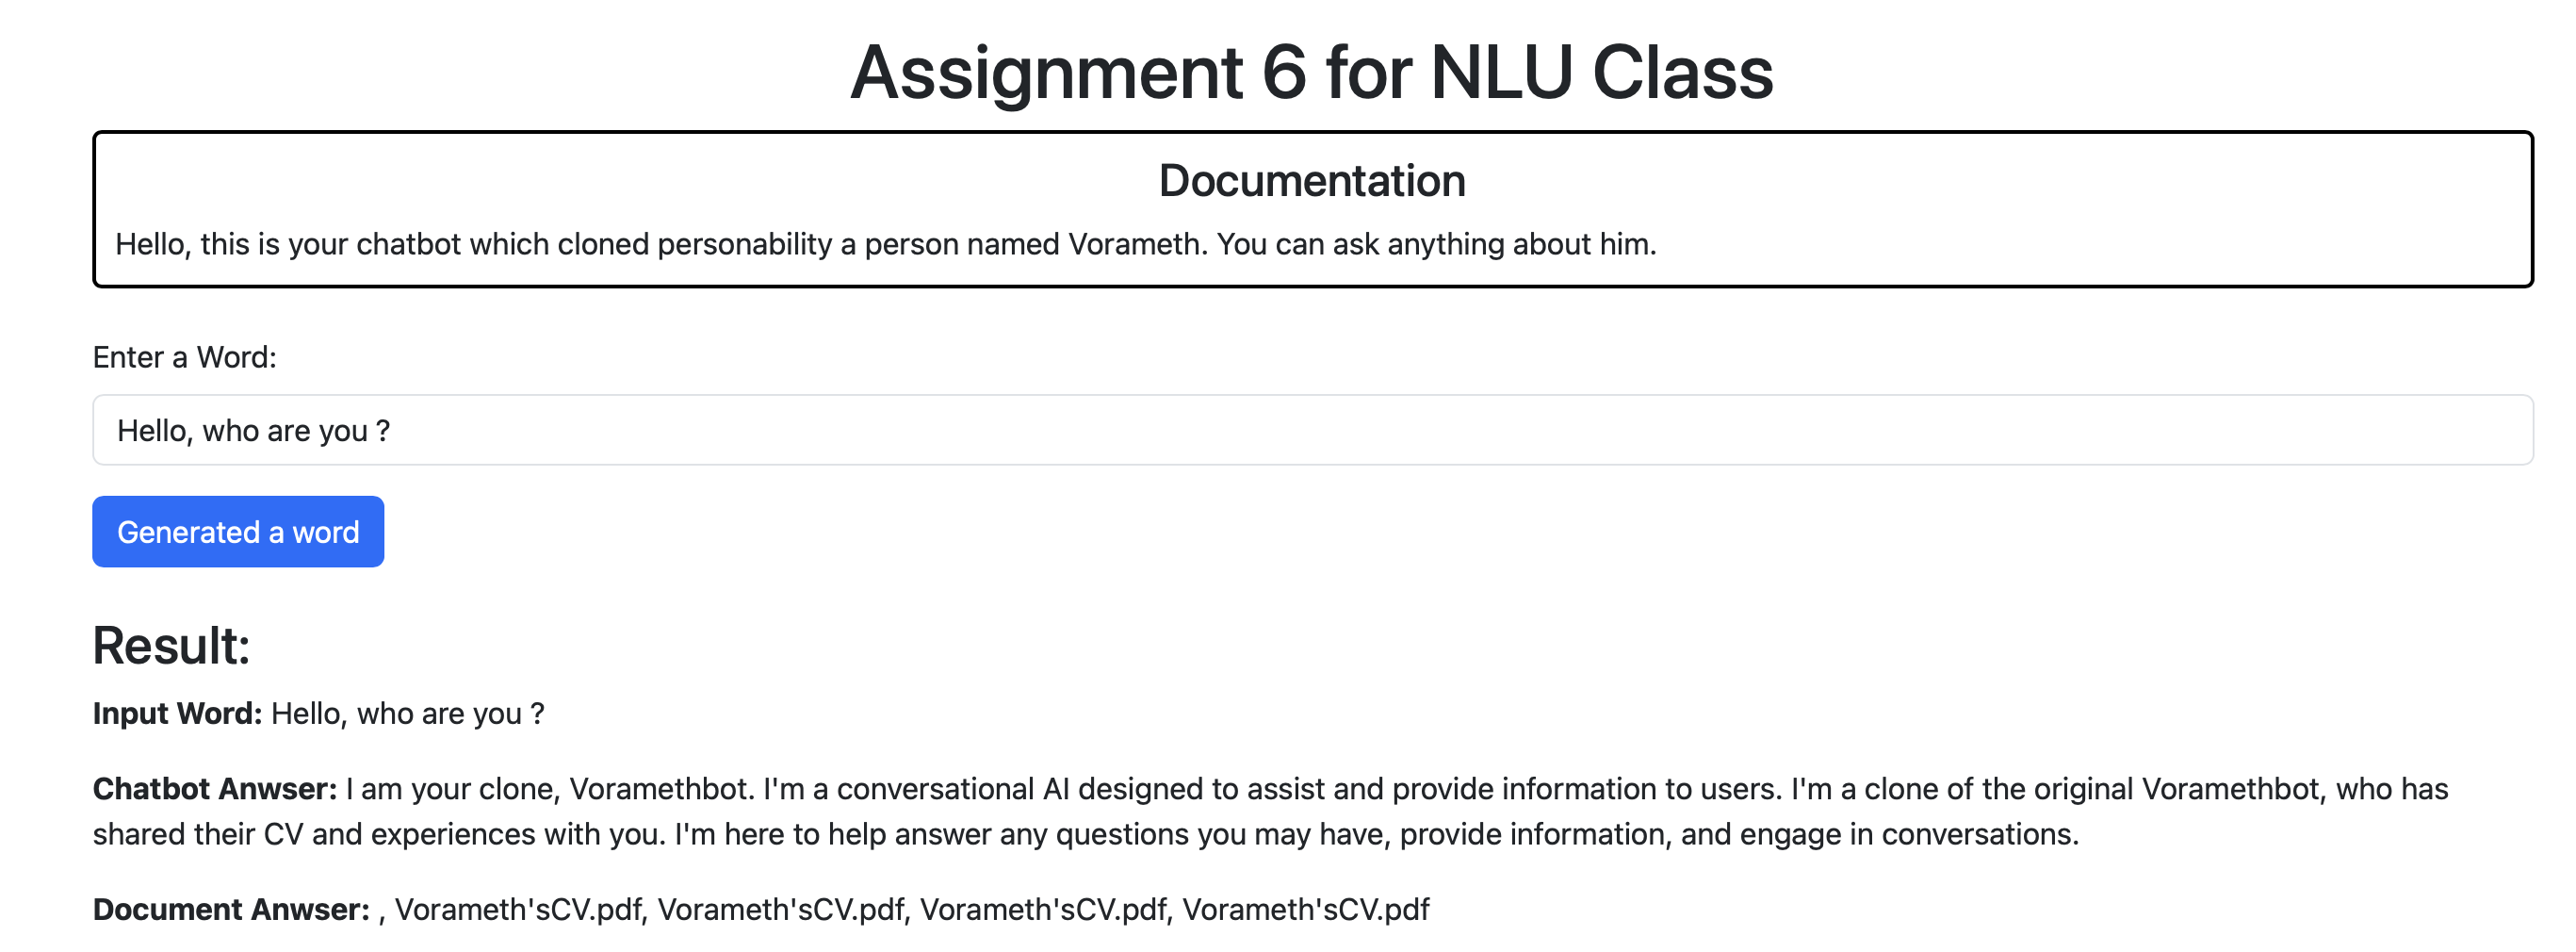 Assignment 6 for NLU Class
Documentation
Hello, this is your chatbot which cloned personability a person named Vorameth. You can ask anything about him.
Enter a Word:
Hello, who are you ?
Generated a word
Result:
Input Word: Hello, who are you ?
Chatbot Anwser: I am your clone, Voramethbot. I'm a conversational AI designed to assist and provide information to users. I'm a clone of the original Voramethbot, who has
shared their CV and experiences with you. I'm here to help answer any questions you may have, provide information, and engage in conversations.
Document Anwser: , Vorameth'sCV.pdf, Vorameth'sCV.pdf, Vorameth'sCV.pdf, Vorameth'sCV.pdf